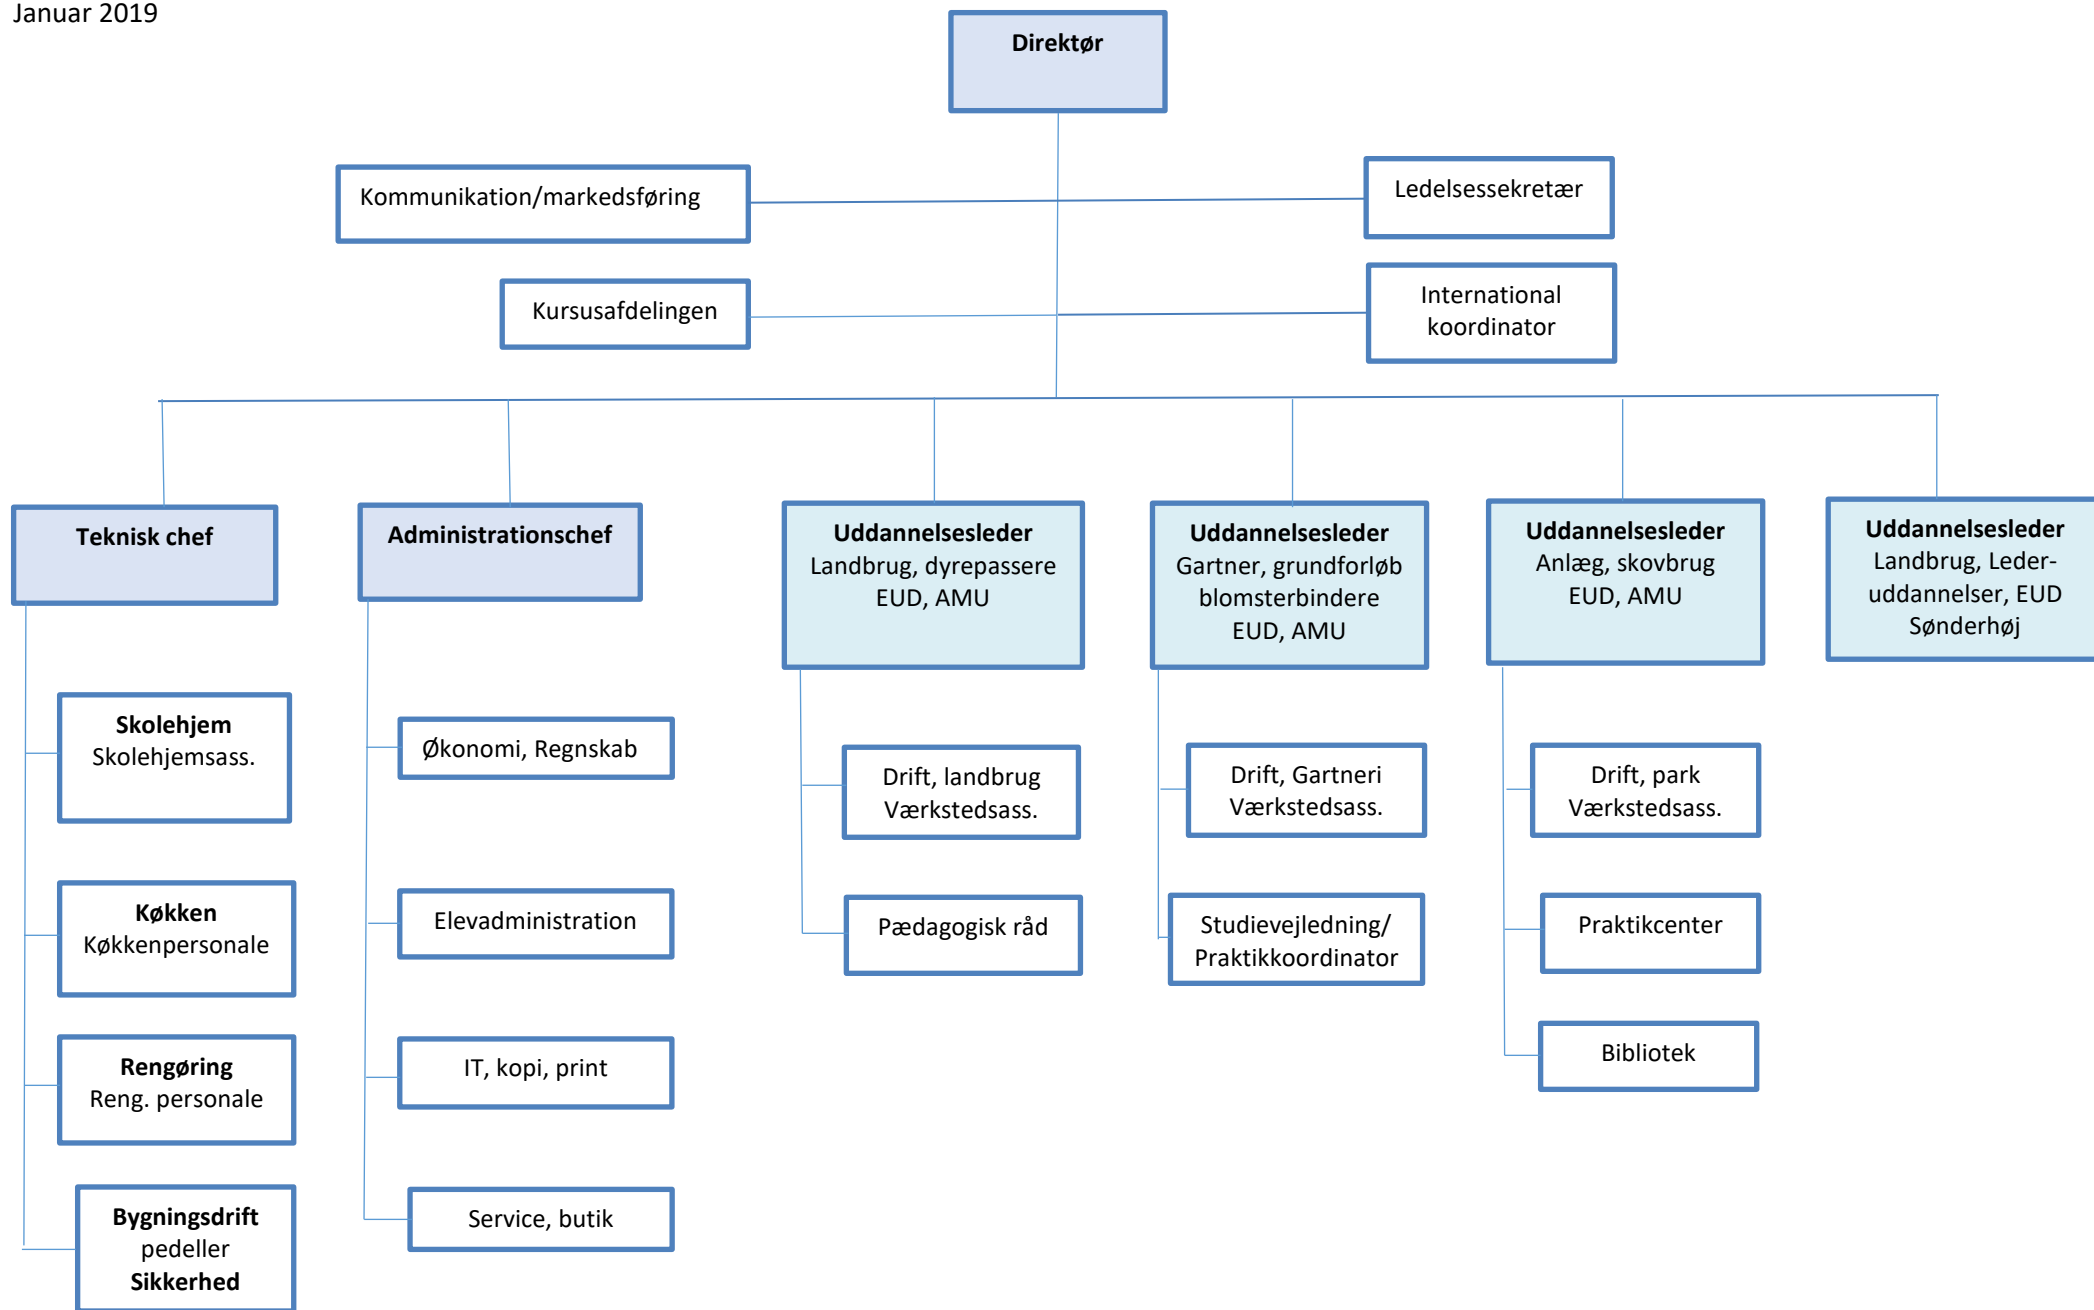 Januar 2019
Direktør
Kommunikation/markedsføring
Ledelsessekretær
Kursusafdelingen
International
koordinator
Teknisk chef
Skolehjem
Skolehjemsass.
Køkken
Køkkenpersonale
Rengøring
Reng. personale
Bygningsdrift
pedeller
Sikkerhed
Administrationschef
Økonomi, Regnskab
Elevadministration
IT, kopi, print
Service, butik
Uddannelsesleder
Landbrug, dyrepassere
EUD, AMU
Drift, landbrug
Værkstedsass.
Pædagogisk råd
Uddannelsesleder
Gartner, grundforløb
blomsterbindere
EUD, AMU
Drift, Gartneri
Værkstedsass.
Studievejledning/
Praktikkoordinator
Uddannelsesleder
Anlæg, skovbrug
EUD, AMU
Drift, park
Værkstedsass.
Praktikcenter
Bibliotek
Uddannelsesleder
Landbrug, Leder-
uddannelser, EUD
Sønderhøj